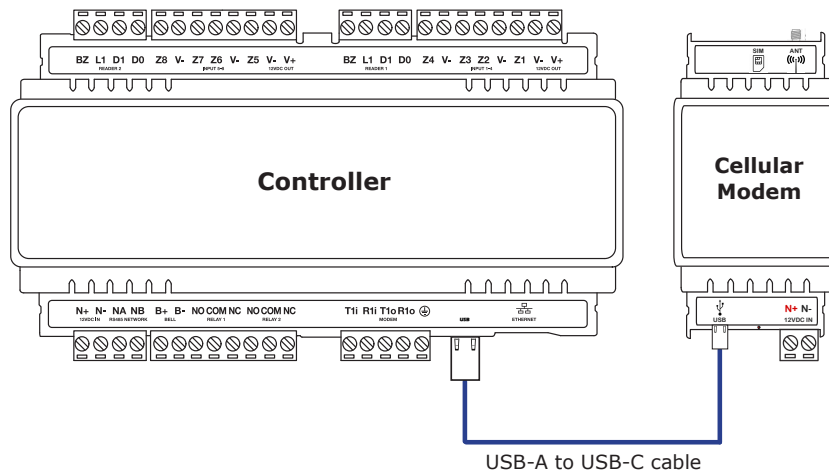 BZ L1 D1 D0 Z8 V- Z7 Z6 V- Z5 V- V+
READER 2 INPUT 5-8 12VDC OUT
BZ L1 D1 D0 Z4 V- Z3 Z2 V- Z1 V- V+
READER 1 INPUT 1-4 12VDC OUT
SIM ANT
Controller
Cellular
Modem
N+ N- NA NB B+ B- NO COM NC NO COM NC
12VDC IN RS485 NETWORK BELL RELAY 1 RELAY 2
T1i R1i T1o R1o
MODEM USB ETHERNET
N+ N-
USB 12VDC IN
USB-A to USB-C cable